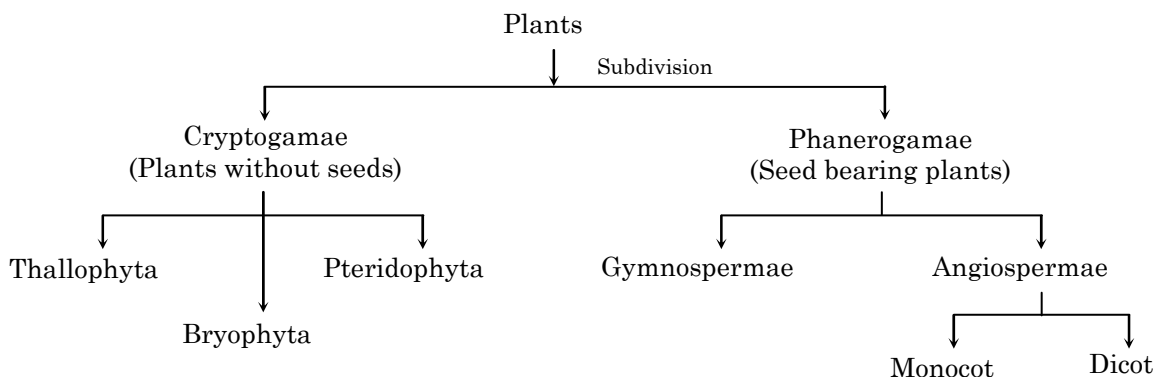 Plants
Subdivision
Cryptogamae
(Plants without seeds)
Phanerogamae
(Seed bearing plants)
Thallophyta
Pteridophyta
Gymnospermae
Angiospermae
Bryophyta
Monocot
Dicot